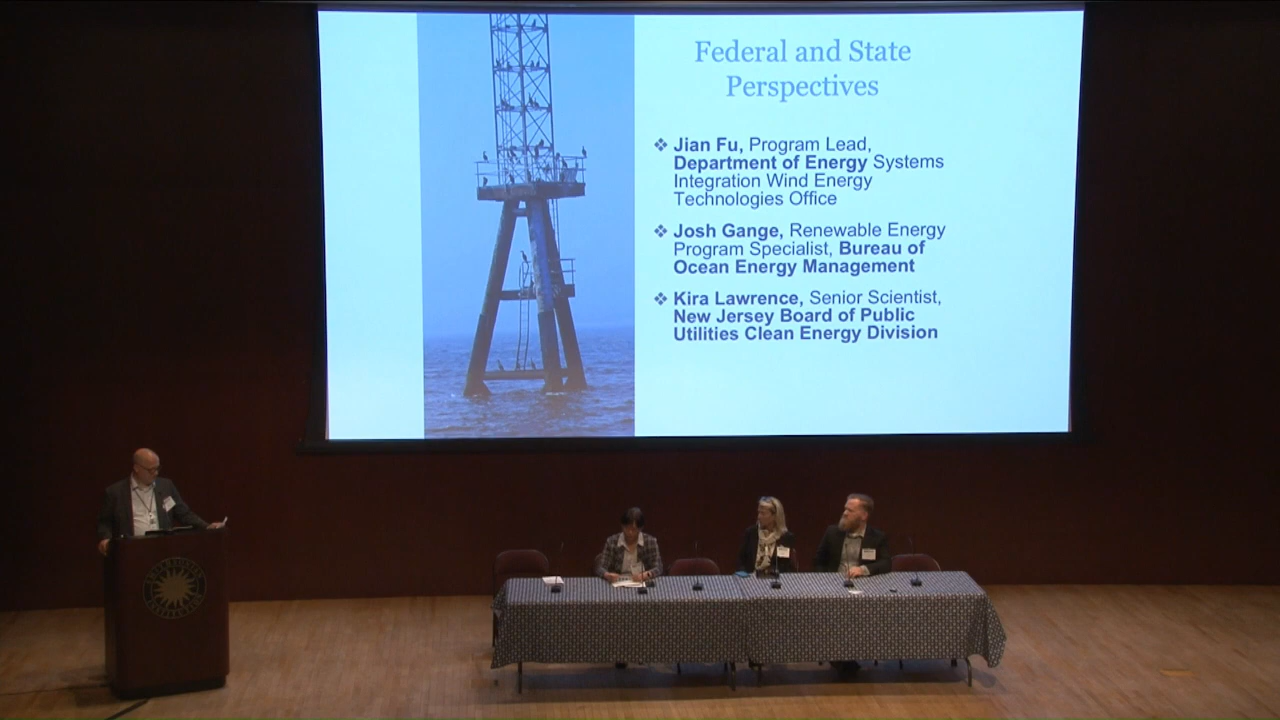 Federal and State
Perspectives
❖ Jian Fu, Program Lead,
Department of Energy Systems
Integration Wind Energy
Technologies Office
❖ Josh Gange, Renewable Energy
Program Specialist, Bureau of
Ocean Energy Management
❖ Kira Lawrence, Senior Scientist,
New Jersey Board of Public
Utilities Clean Energy Division